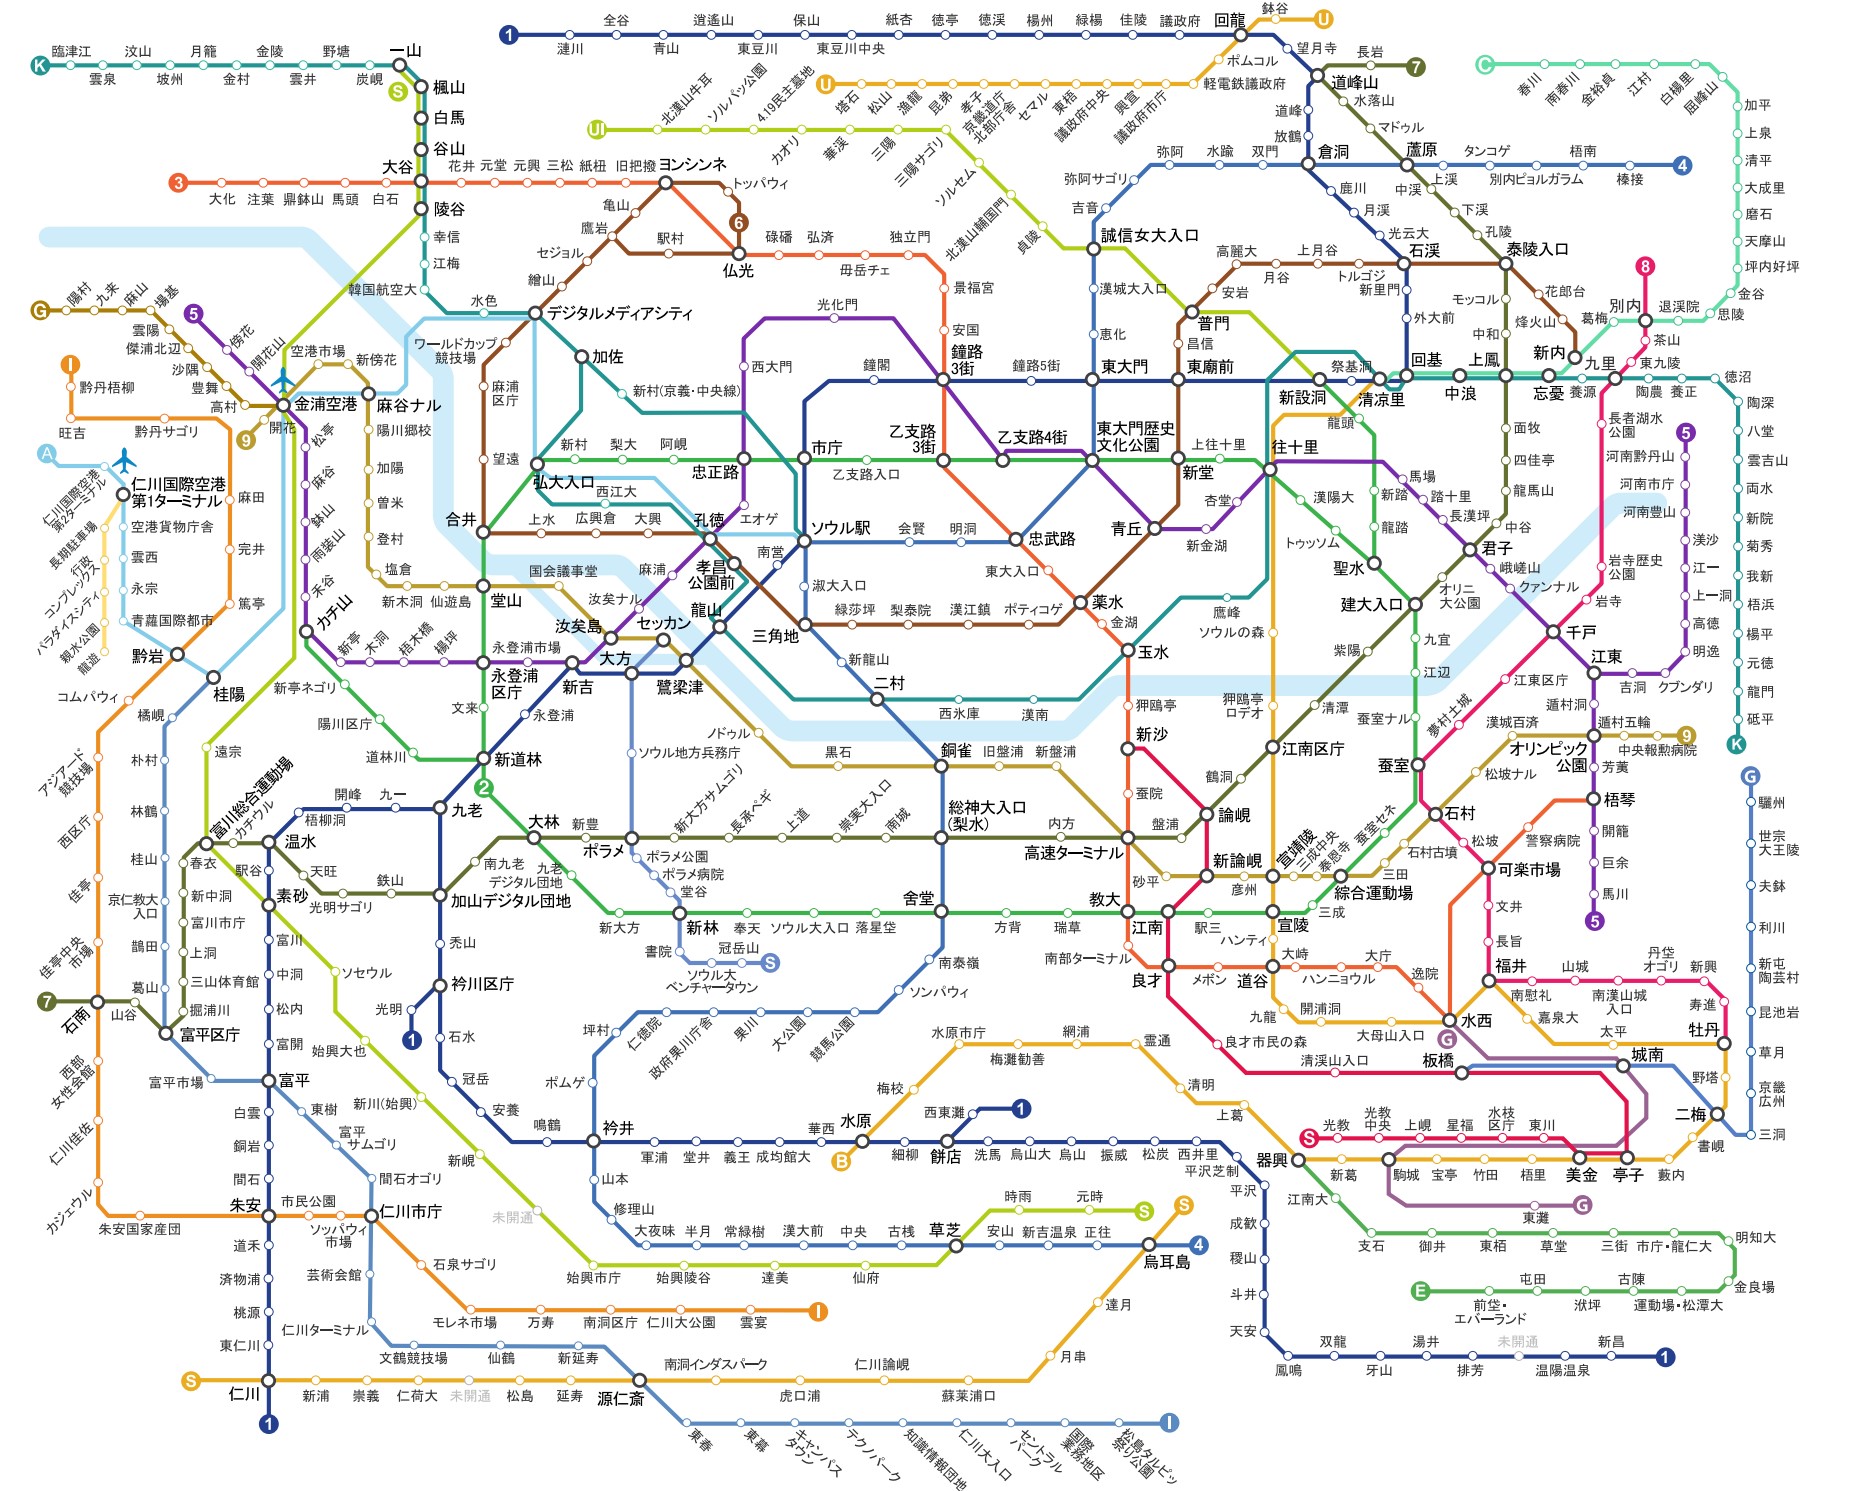 K
臨津江
雲泉
汶山
坡州
月籠
金村
金陵
雲井
野塘
炭峴
一山
S
楓山
白馬
谷山
大谷
陵谷
幸信
江梅
韓国航空大
水色
1
漣川
全谷
青山
逍遙山
東豆川
保山
東豆川中央
紙杏
徳亭
徳渓
楊州
緑楊
佳陵
議政府
回龍
鉢谷
U
望月寺
ポムコル
軽電鉄議政府
U
塔石
松山
漁龍
昆弟
孝子
京畿道庁
北部庁舎
セマル
東梧
議政府中央
興宣
議政府市庁
長岩
7
道峰山
水落山
マドゥル
道峰
放鶴
倉洞
蘆原
C
春川
南春川
金裕貞
江村
白楊里
屈峰山
加平
上泉
清平
大成里
磨石
天摩山
坪内好坪
金谷
思陵
退渓院
葛梅
UI
北漢山牛耳
ソルバッ公園
4.19民主墓地
カオリ
華渓
三陽
三陽サゴリ
ソルセム
北漢山輔国門
貞陵
3
大化
注葉
鼎鉢山
馬頭
白石
花井
元堂
元興
三松
紙杻
旧把撥
ヨンシンネ
トッパウィ
6
亀山
鷹岩
駅村
仏光
セジョル
繒山
碌磻
弘済
毋岳チェ
独立門
景福宮
安国
弥阿
水踰
双門
弥阿サゴリ
吉音
誠信女大入口
漢城大入口
恵化
タンコゲ
上渓
別内ピョルガラム
梧南
榛接
4
中渓
下渓
孔陵
泰陵入口
鹿川
月渓
光云大
石渓
高麗大
月谷
上月谷
トルゴジ
安岩
普門
昌信
新里門
外大前
モッコル
中和
花郎台
烽火山
新内
8
別内
茶山
東九陵
九里
G
陽村
九来
麻山
場基
雲陽
傑浦北辺
沙隅
豊舞
高村
5
傍花
開花山
空港市場
新傍花
金浦空港
麻谷ナル
開花
9
I
黔丹梧柳
旺吉
黔丹サゴリ
麻田
完井
篤亭
A
仁川国際空港
第2ターミナル
仁川国際空港
第1ターミナル
空港貨物庁舎
雲西
永宗
青蘿国際都市
長期駐車場
行政
コンプレックス
パラダイスシティ
親水公園
龍遊
黔岩
桂陽
デジタルメディアシティ
ワールドカップ
競技場
加佐
新村(京義・中央線)
麻浦
区庁
望遠
合井
陽川郷校
加陽
曽米
登村
塩倉
新木洞
仙遊島
堂山
松亭
麻谷
鉢山
雨装山
禾谷
カチ山
新亭
木洞
梧木橋
楊坪
永登浦
区庁
永登浦市場
新吉
新亭ネゴリ
陽川区庁
道林川
文来
永登浦
新道林
2
光化門
西大門
鐘閣
鐘路
3街
鐘路5街
東大門
東廟前
祭基洞
新設洞
清凉里
回基
上鳳
中浪
忘憂
養源
陶農
養正
徳沼
陶深
八堂
雲吉山
両水
新院
菊秀
我新
梧浜
楊平
元徳
龍門
砥平
K
新村
梨大
阿峴
忠正路
市庁
乙支路入口
乙支路
3街
乙支路4街
東大門歴史
文化公園
新堂
上往十里
往十里
龍頭
弘大入口
西江大
上水
広興倉
大興
孔徳
エオゲ
孝昌
公園前
ソウル駅
南営
淑大入口
会賢
明洞
忠武路
東大入口
青丘
杏堂
新金湖
薬水
金湖
玉水
鷹峰
龍山
三角地
緑莎坪
梨泰院
漢江鎮
ポティコゲ
新龍山
二村
西氷庫
漢南
国会議事堂
麻浦
汝矣ナル
汝矣島
セッカン
大方
鷺梁津
ノドゥル
黒石
銅雀
旧盤浦
新盤浦
ソウル地方兵務庁
漢陽大
トゥッソム
聖水
新踏
龍踏
馬場
踏十里
長漢坪
君子
面牧
四佳亭
龍馬山
中谷
オリニ
大公園
建大入口
九宜
江辺
蚕室ナル
蚕室
紫陽
清潭
江南区庁
鶴洞
論峴
ソウルの森
狎鴎亭
ロデオ
狎鴎亭
新沙
蚕院
峨嵯山
クァンナル
千戸
岩寺歴史
公園
岩寺
長者湖水
公園
5
河南黔丹山
河南市庁
河南豊山
渼沙
江一
上一洞
高徳
明逸
クブンダリ
吉洞
江東
江東区庁
夢村土城
遁村洞
漢城百済
遁村五輪
中央報勲病院
9
オリンピック
公園
松坡ナル
石村
石村古墳
松坡
芳荑
梧琴
開籠
巨余
馬川
5
警察病院
可楽市場
文井
長旨
福井
山城
南慰礼
南漢山城
入口
丹垈
オゴリ
新興
寿進
牡丹
太平
嘉泉大
野塔
二梅
書峴
藪内
G
驪州
世宗
大王陵
夫鉢
利川
新屯
陶芸村
昆池岩
草月
京畿
広州
三洞
コムパウィ
アジアード
競技場
西区庁
佳亭
佳亭中央
市場
7
石南
山谷
西部
女性会館
仁川佳佐
カジェウル
橘峴
朴村
林鶴
桂山
京仁教大
入口
鵲田
葛山
富平区庁
富平市場
富平
遠宗
富川総合運動場
カチウル
春衣
新中洞
富川市庁
上洞
三山体育館
掘浦川
温水
梧柳洞
開峰
九一
九老
駅谷
素砂
富川
中洞
松内
富開
白雲
銅岩
間石
朱安
道禾
済物浦
桃源
東仁川
仁川
天旺
光明サゴリ
鉄山
加山デジタル団地
南九老
大林
新豊
ポラメ
九老
デジタル団地
新大方サムゴリ
長承ペギ
上道
崇実大入口
南城
総神大入口
(梨水)
内方
高速ターミナル
盤浦
ポラメ公園
ポラメ病院
堂谷
新林
書院
ソウル大
ベンチャータウン
冠岳山
S
新大方
奉天
ソウル大入口
落星垈
舎堂
方背
瑞草
教大
江南
駅三
宣陵
三成
綜合運動場
蚕室セネ
三田
奉恩寺
三成中央
宣靖陵
彦州
新論峴
砂平
禿山
衿川区庁
光明
1
石水
冠岳
安養
鳴鶴
衿井
ソセウル
始興大也
新川(始興)
新峴
未開通
始興市庁
始興陵谷
達美
仙府
草芝
時雨
元時
S
南泰嶺
ソンパウィ
競馬公園
大公園
果川
政府果川庁舎
仁徳院
坪村
ポムゲ
軍浦
堂井
義王
成均館大
華西
水原
細柳
餅店
西東灘
1
洗馬
烏山大
烏山
振威
松炭
西井里
平沢芝制
平沢
成歓
稷山
斗井
天安
鳳鳴
双龍
牙山
湯井
排芳
未開通
温陽温泉
新昌
1
南部ターミナル
良才
メボン
道谷
ハンティ
大峙
ハンニョウル
大庁
逸院
水西
G
九龍
開浦洞
大母山入口
良才市民の森
清渓山入口
板橋
城南
水原市庁
梅校
梅灘勧善
網浦
霊通
清明
上葛
器興
新葛
駒城
宝亭
竹田
梧里
美金
亭子
B
S
光教
光教
中央
上峴
星福
水枝
区庁
東川
東灘
G
江南大
支石
御井
東栢
草堂
三街
市庁・龍仁大
明知大
金良場
運動場・松潭大
古陳
洑坪
屯田
前垈・
エバーランド
E
東樹
富平
サムゴリ
間石オゴリ
仁川市庁
市民公園
ソッパウィ
市場
朱安国家産団
石泉サゴリ
モレネ市場
万寿
南洞区庁
仁川大公園
雲宴
I
芸術会館
仁川ターミナル
文鶴競技場
仙鶴
新延寿
源仁斎
東春
東幕
キャンパス
タウン
テクノパーク
知識情報団地
仁川大入口
セントラル
パーク
国際
業務地区
松島タルピッ
祭り公園
I
山本
修理山
大夜味
半月
常緑樹
漢大前
中央
古桟
安山
新吉温泉
正往
烏耳島
4
S
達月
月串
蘇莱浦口
仁川論峴
虎口浦
南洞インダスパーク
延寿
松島
未開通
仁荷大
崇義
新浦
S
1